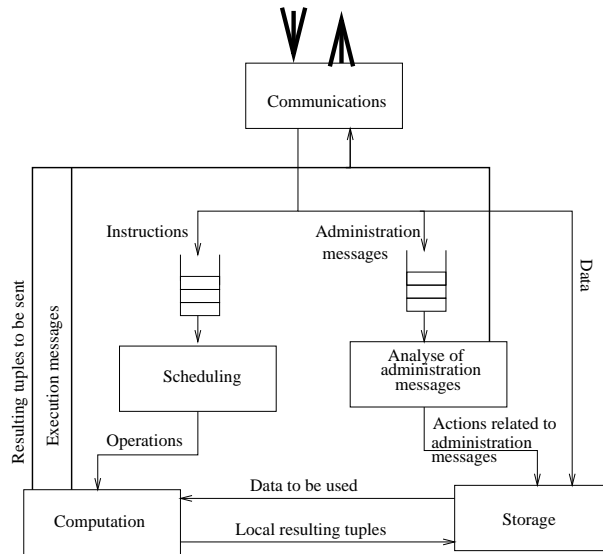 Communications
Instructions
Administration
messages
Data
Resulting tuples to be sent
Execution messages
Scheduling
Analyse of
administration
messages
Operations
Actions related to
administration
messages
Data to be used
Computation
Local resulting tuples
Storage